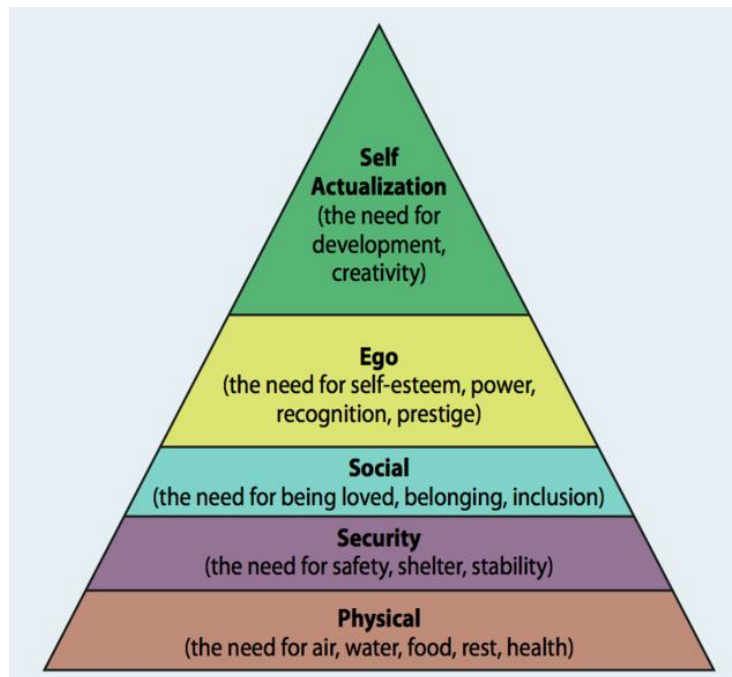 Self
Actualization
(the need for
development,
creativity)
Ego
(the need for self-esteem, power,
recognition, prestige)
Social
(the need for being loved, belonging, inclusion)
Security
(the need for safety, shelter, stability)
Physical
(the need for air, water, food, rest, health)